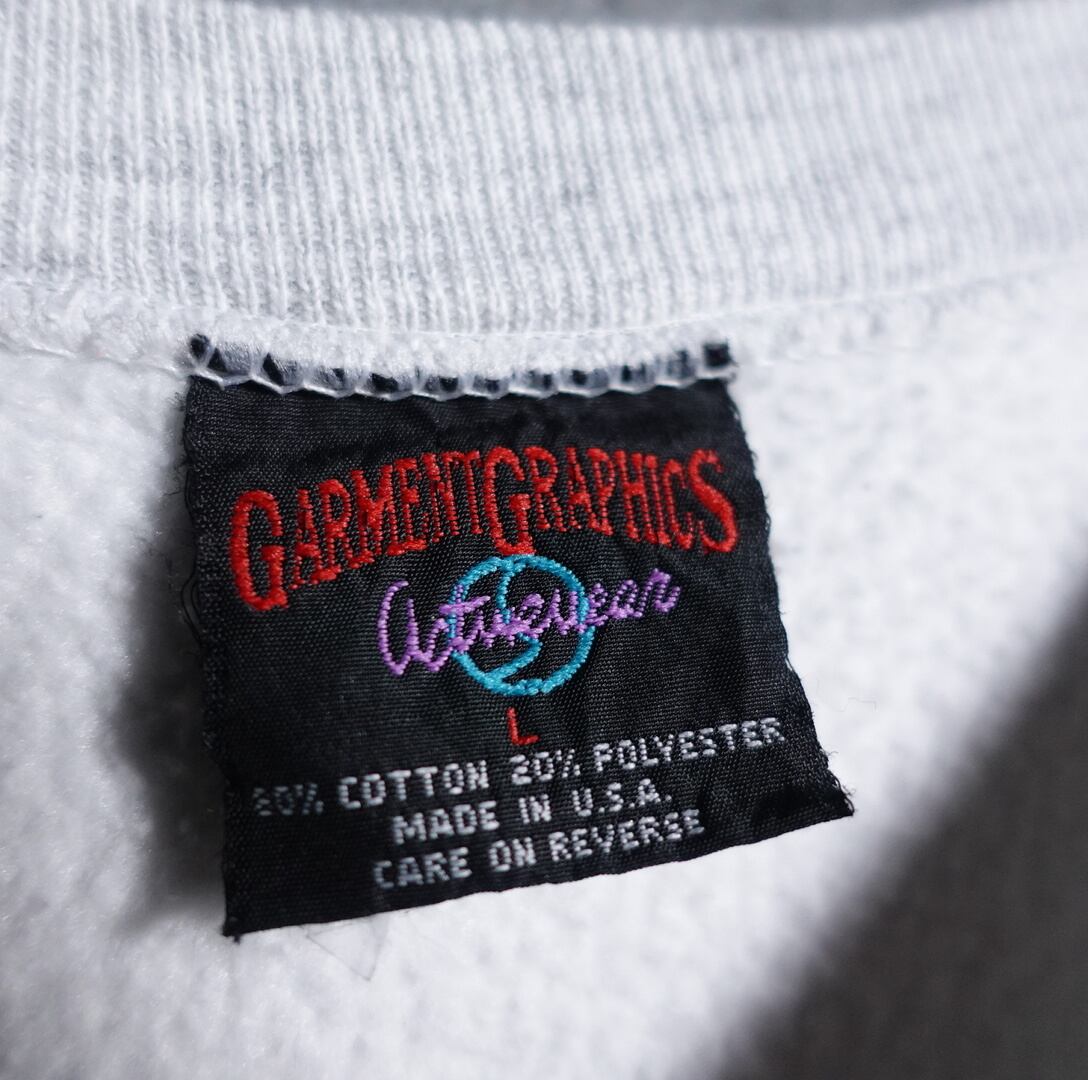 GARMENTGRAPHICS
Activewear
L
80% COTTON 20% POLYESTER
MADE IN U.S.A.
CARE ON REVERSE